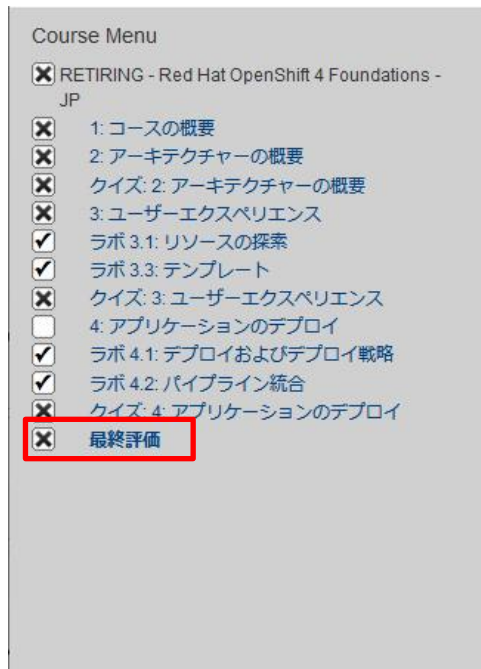 Course Menu
RETIRING - Red Hat OpenShift 4 Foundations -
JP
1: コースの概要
2: アーキテクチャーの概要
クイズ: 2: アーキテクチャーの概要
3: ユーザーエクスペリエンス
ラボ 3.1: リソースの探索
ラボ 3.3: テンプレート
クイズ: 3: ユーザーエクスペリエンス
4: アプリケーションのデプロイ
ラボ 4.1: デプロイおよびデプロイ戦略
ラボ 4.2: パイプライン統合
クイズ: 4: アプリケーションのデプロイ
最終評価